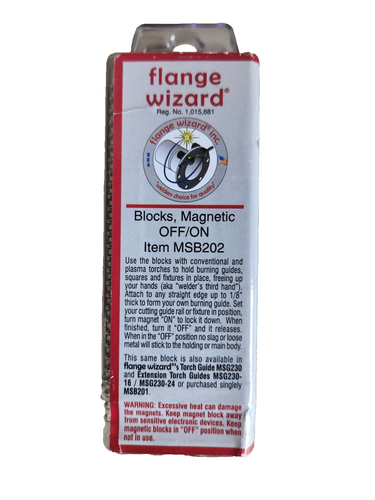 flange
wizard®
Reg. No. 1,015,681
flange wizard® inc.
USA
"welders choice for quality"
Blocks, Magnetic
OFF/ON
Item MSB202
Use the blocks with conventional and
plasma torches to hold burning guides,
squares and fixtures in place, freeing up
your hands (aka "welder's third hand").
Attach to any straight edge up to 1/8"
thick to form your own burning guide. Set
your cutting guide rail or fixture in position,
turn magnet "ON" to lock it down. When
finished, turn it "OFF" and it releases.
When in the "OFF" position no slag or loose
metal will stick to the holding or main body.
This same block is also available in
flange wizard®'s Torch Guide MSG230
and Extension Torch Guides MSG230-
16 / MSG230-24 or purchased singlely
MSB201.
WARNING: Excessive heat can damage
the magnets. Keep magnet block away
from sensitive electronic devices. Keep
magnetic blocks in "OFF" position when
not in use.